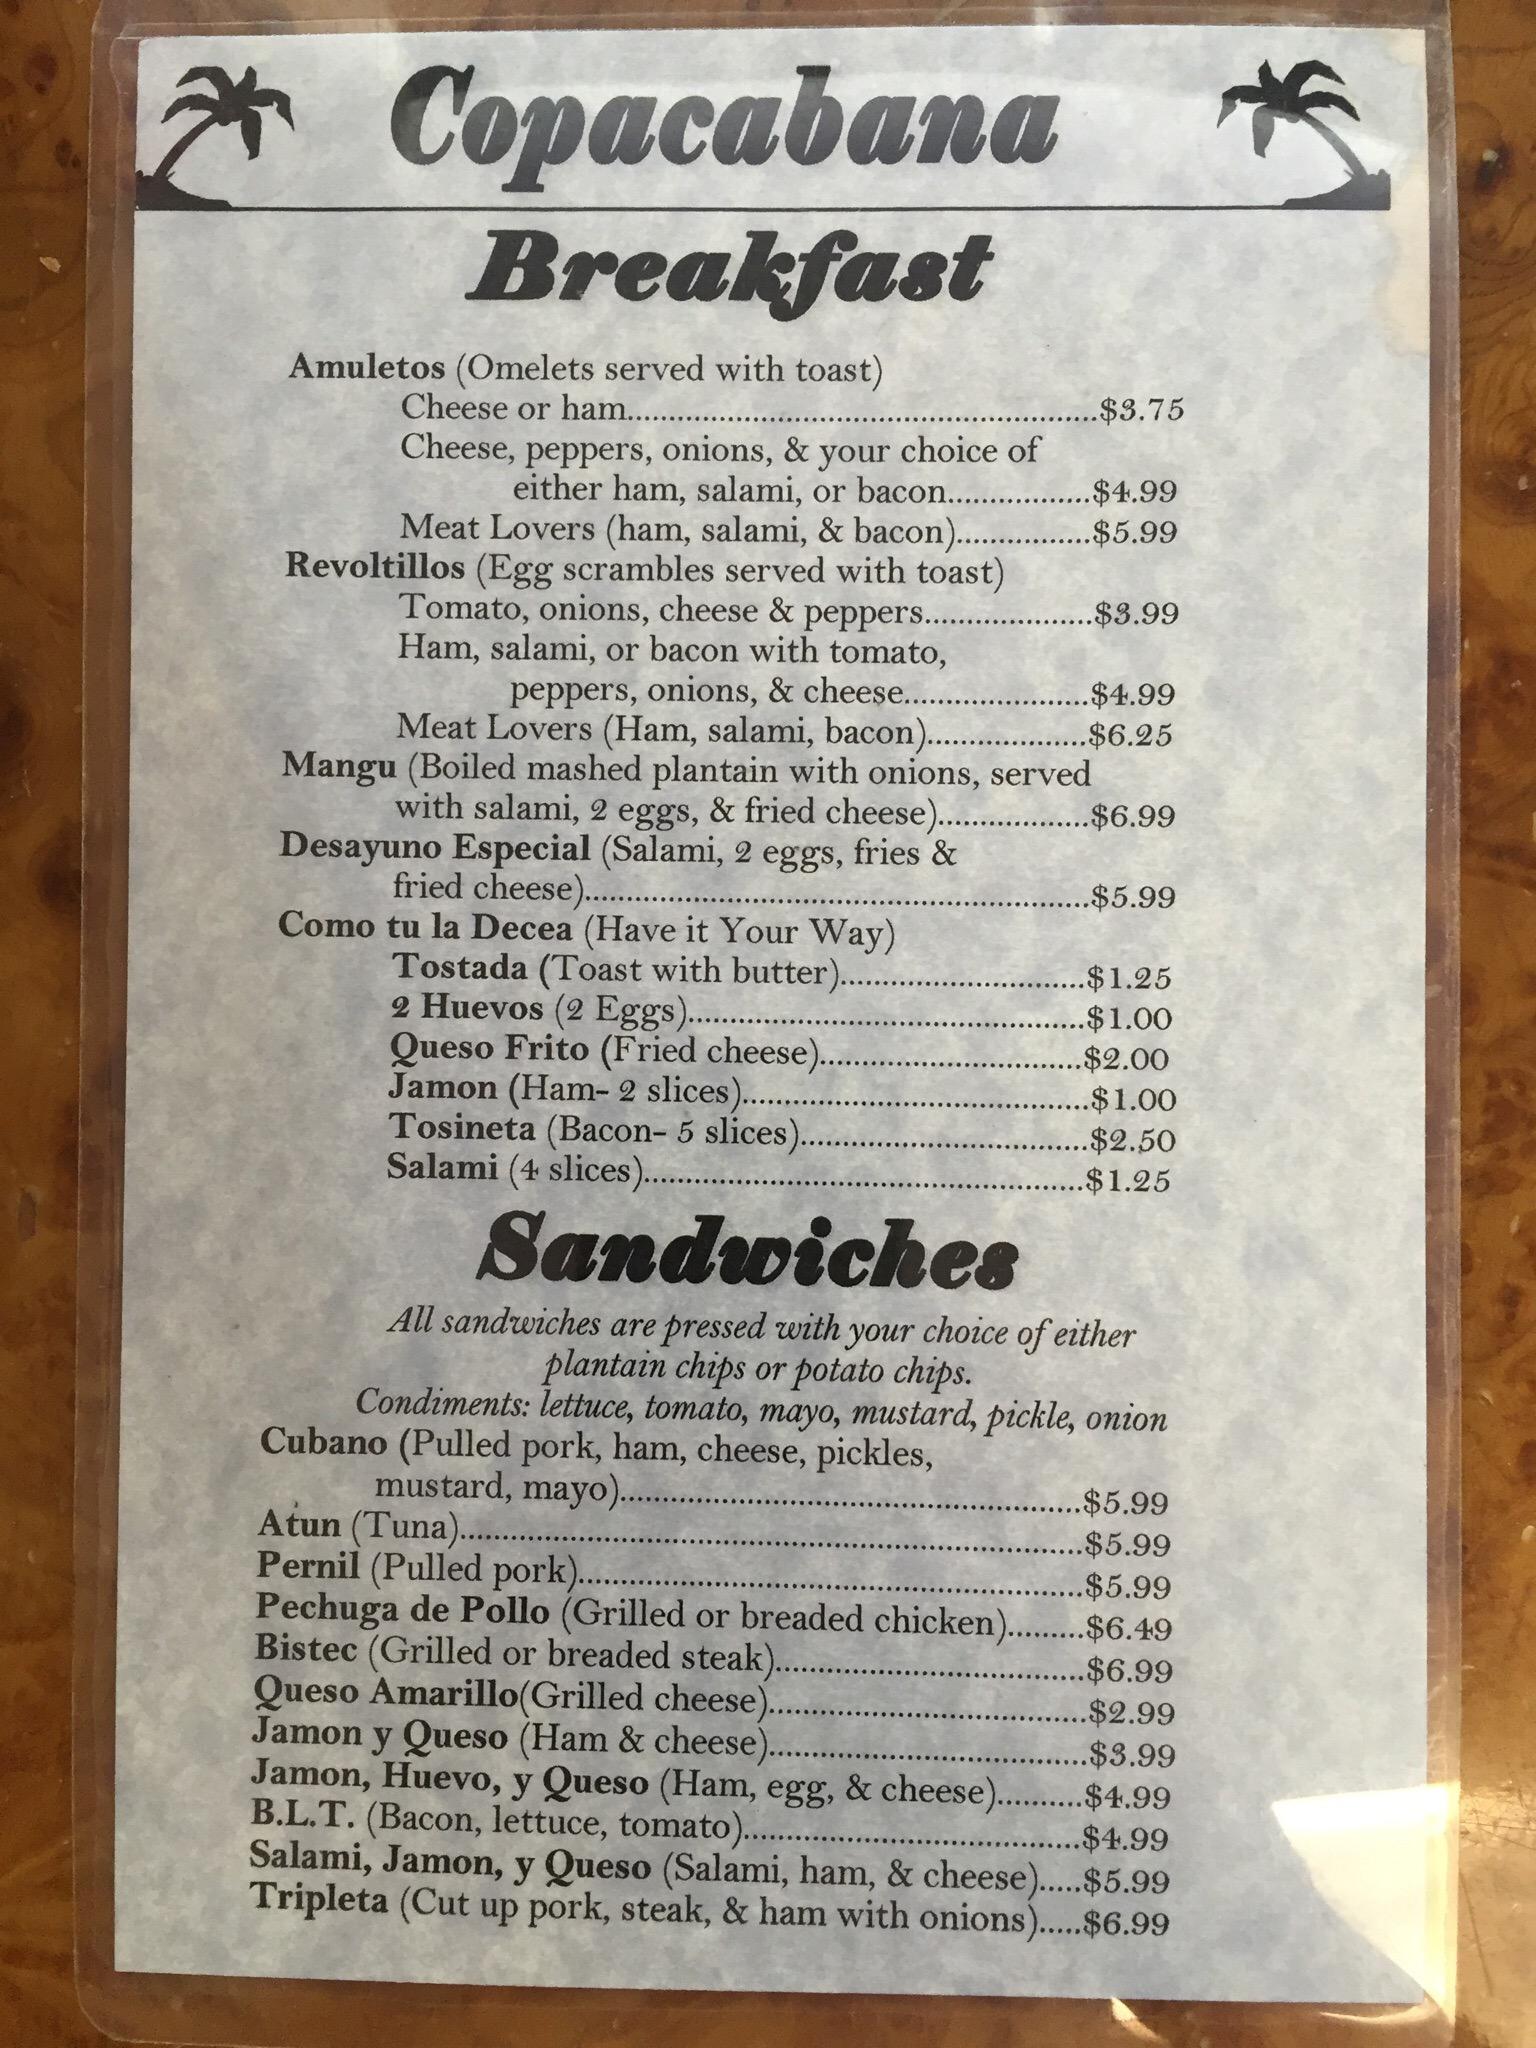 Copacabana
Breakfast
Amuletos (Omelets served with toast)
Cheese or ham..........................................................$3.75
Cheese, peppers, onions, & your choice of
either ham, salami, or bacon..................$4.99
Meat Lovers (ham, salami, & bacon).................$5.99
Revoltillos (Egg scrambles served with toast)
Tomato, onions, cheese & peppers.....................$3.99
Ham, salami, or bacon with tomato,
peppers, onions, & cheese.......................$4.99
Meat Lovers (Ham, salami, bacon)....................$6.25
Mangu (Boiled mashed plantain with onions, served
with salami, 2 eggs, & fried cheese)...................$6.99
Desayuno Especial (Salami, 2 eggs, fries &
fried cheese)...............................................................$5.99
Como tu la Decea (Have it Your Way)
Tostada (Toast with butter)..............................$1.25
2 Huevos (2 Eggs).................................................$1.00
Queso Frito (Fried cheese).................................$2.00
Jamon (Ham- 2 slices)...........................................$1.00
Tosineta (Bacon- 5 slices)....................................$2.50
Salami (4 slices).......................................................$1.25
Sandwiches
All sandwiches are pressed with your choice of either
plantain chips or potato chips.
Condiments: lettuce, tomato, mayo, mustard, pickle, onion
Cubano (Pulled pork, ham, cheese, pickles,
mustard, mayo).........................................................$5.99
Atun (Tuna)............................................................................$5.99
Pernil (Pulled pork)..............................................................$5.99
Pechuga de Pollo (Grilled or breaded chicken).........$6.49
Bistec (Grilled or breaded steak)......................................$6.99
Queso Amarillo(Grilled cheese).......................................$2.99
Jamon y Queso (Ham & cheese).......................................$3.99
Jamon, Huevo, y Queso (Ham, egg, & cheese)..........$4.99
B.L.T. (Bacon, lettuce, tomato).........................................$4.99
Salami, Jamon, y Queso (Salami, ham, & cheese).....$5.99
Tripleta (Cut up pork, steak, & ham with onions).....$6.99